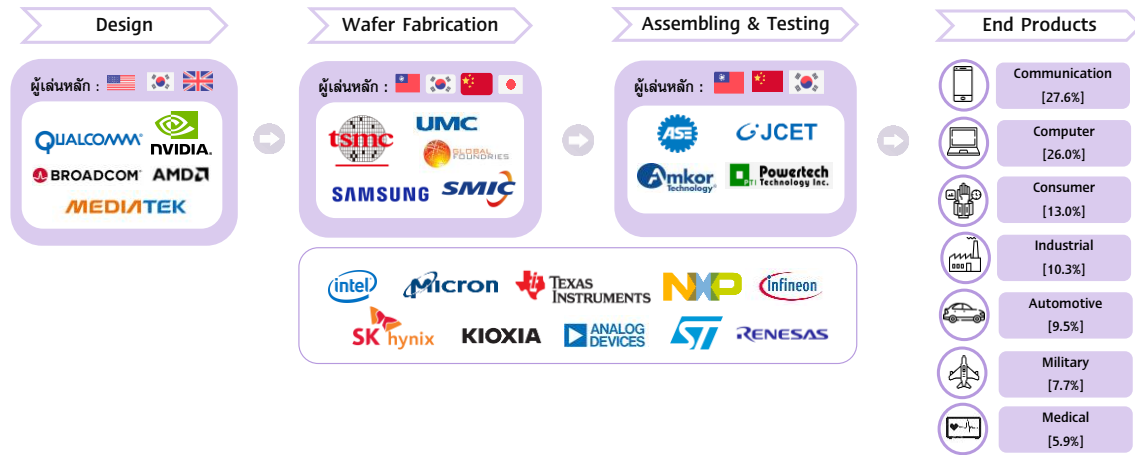 Design
Wafer Fabrication
Assembling & Testing
End Products
ผู้เล่นหลัก :
QUALCOMM
NVIDIA.
BROADCOM
AMD
MEDIATEK
ผู้เล่นหลัก :
tsmc
UMC
GLOBAL
FOUNDRIES
SAMSUNG
SMIC
ผู้เล่นหลัก :
ASE
JCET
Amkor
Technology®
PTI
Powertech
Technology Inc.
intel
Micron
TEXAS
INSTRUMENTS
NXP
infineon
SK hynix
KIOXIA
ANALOG
DEVICES
ST
RENESAS
Communication
[27.6%]
Computer
[26.0%]
Consumer
[13.0%]
Industrial
[10.3%]
Automotive
[9.5%]
Military
[7.7%]
Medical
[5.9%]